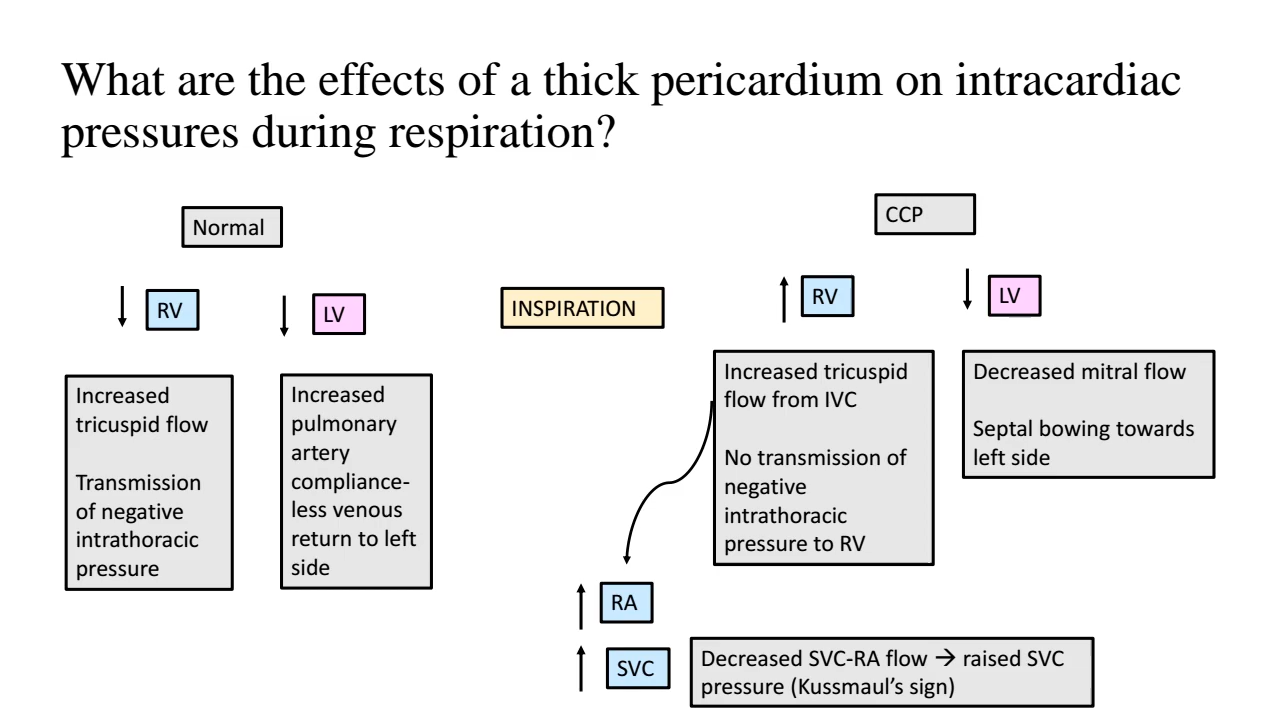 What are the effects of a thick pericardium on intracardiac
pressures during respiration?
Normal
RV
LV
Increased
tricuspid flow
Transmission
of negative
intrathoracic
pressure
Increased
pulmonary
artery
compliance-
less venous
return to left
side
INSPIRATION
CCP
RV
LV
Increased tricuspid
flow from IVC
No transmission of
negative
intrathoracic
pressure to RV
Decreased mitral flow
Septal bowing towards
left side
RA
SVC
Decreased SVC-RA flow → raised SVC
pressure (Kussmaul’s sign)